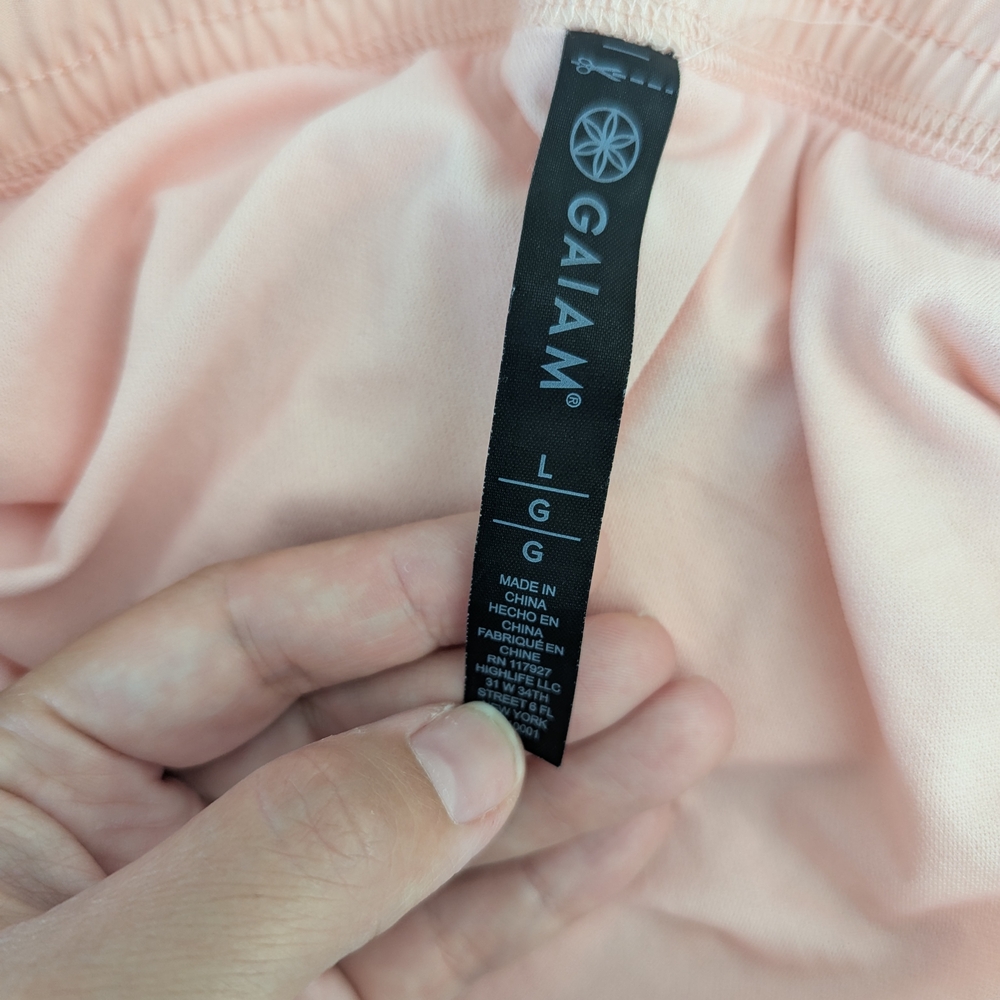 GAIAM®
L
G
G
MADE IN
CHINA
HECHO EN
CHINA
FABRIQUÉ EN
CHINE
RN 117927
HIGHLIFE LLC
31 W 34TH
STREET 6 FL
YORK